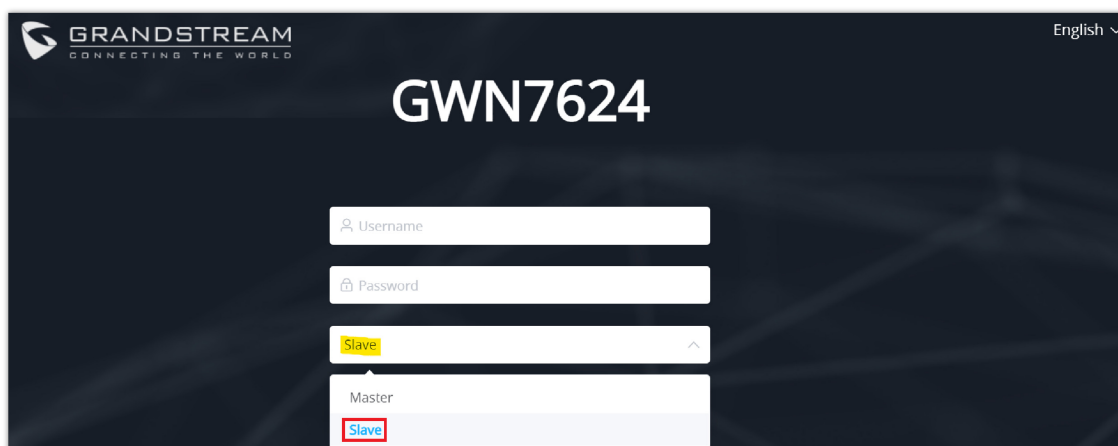 GRANDSTREAM
CONNECTING THE WORLD
English
GWN7624
Username
Password
Slave
Master
Slave